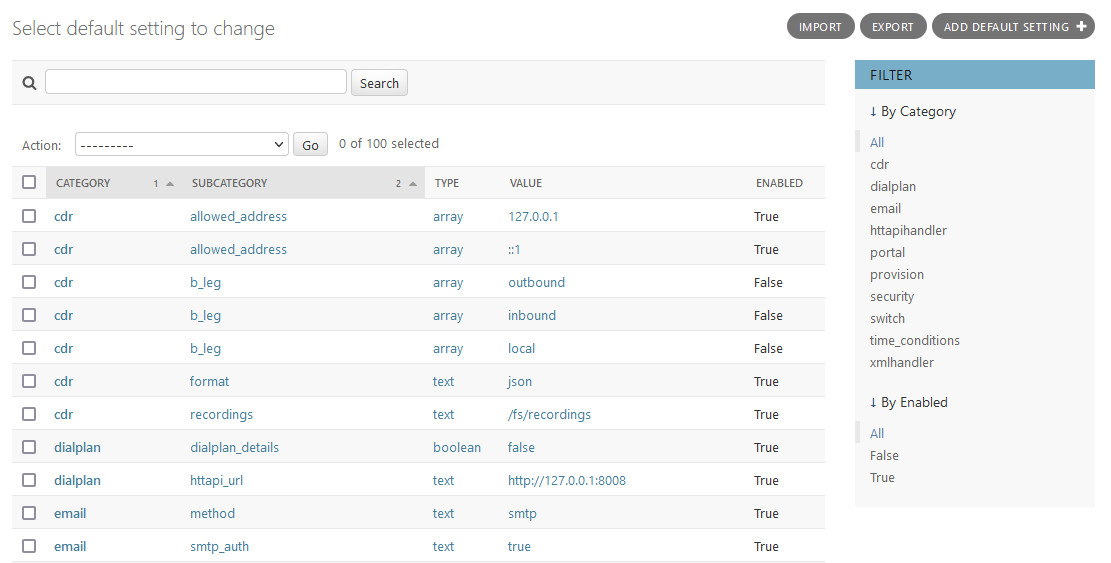 Select default setting to change
IMPORT EXPORT ADD DEFAULT SETTING +
Search
Action: --------- Go 0 of 100 selected
CATEGORY 1 SUBCATEGORY 2 TYPE VALUE ENABLED
cdr allowed_address array 127.0.0.1 True
cdr allowed_address array ::1 True
cdr b_leg array outbound False
cdr b_leg array inbound False
cdr b_leg array local False
cdr format text json True
cdr recordings text /fs/recordings True
dialplan dialplan_details boolean false True
dialplan httapi_url text http://127.0.0.1:8008 True
email method text smtp True
email smtp_auth text true True
FILTER
↓ By Category
All
cdr
dialplan
email
httapihandler
portal
provision
security
switch
time_conditions
xmlhandler
↓ By Enabled
All
False
True